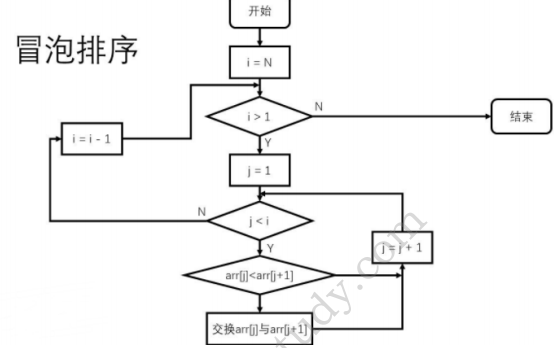 开始
冒泡排序
i = N
i > 1
N
结束
Y
i = i - 1
j = 1
N
j < i
Y
j = j + 1
arr[j]<arr[j+1]
交换arr[j]与arr[j+1]
study.com